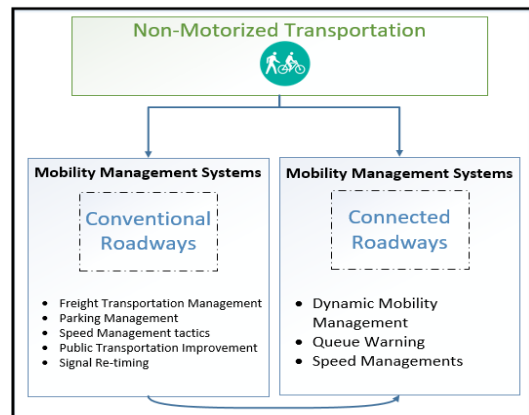 Non-Motorized Transportation
Mobility Management Systems
Conventional
Roadways
• Freight Transportation Management
• Parking Management
• Speed Management tactics
• Public Transportation Improvement
• Signal Re-timing
Mobility Management Systems
Connected
Roadways
• Dynamic Mobility
Management
• Queue Warning
• Speed Managements